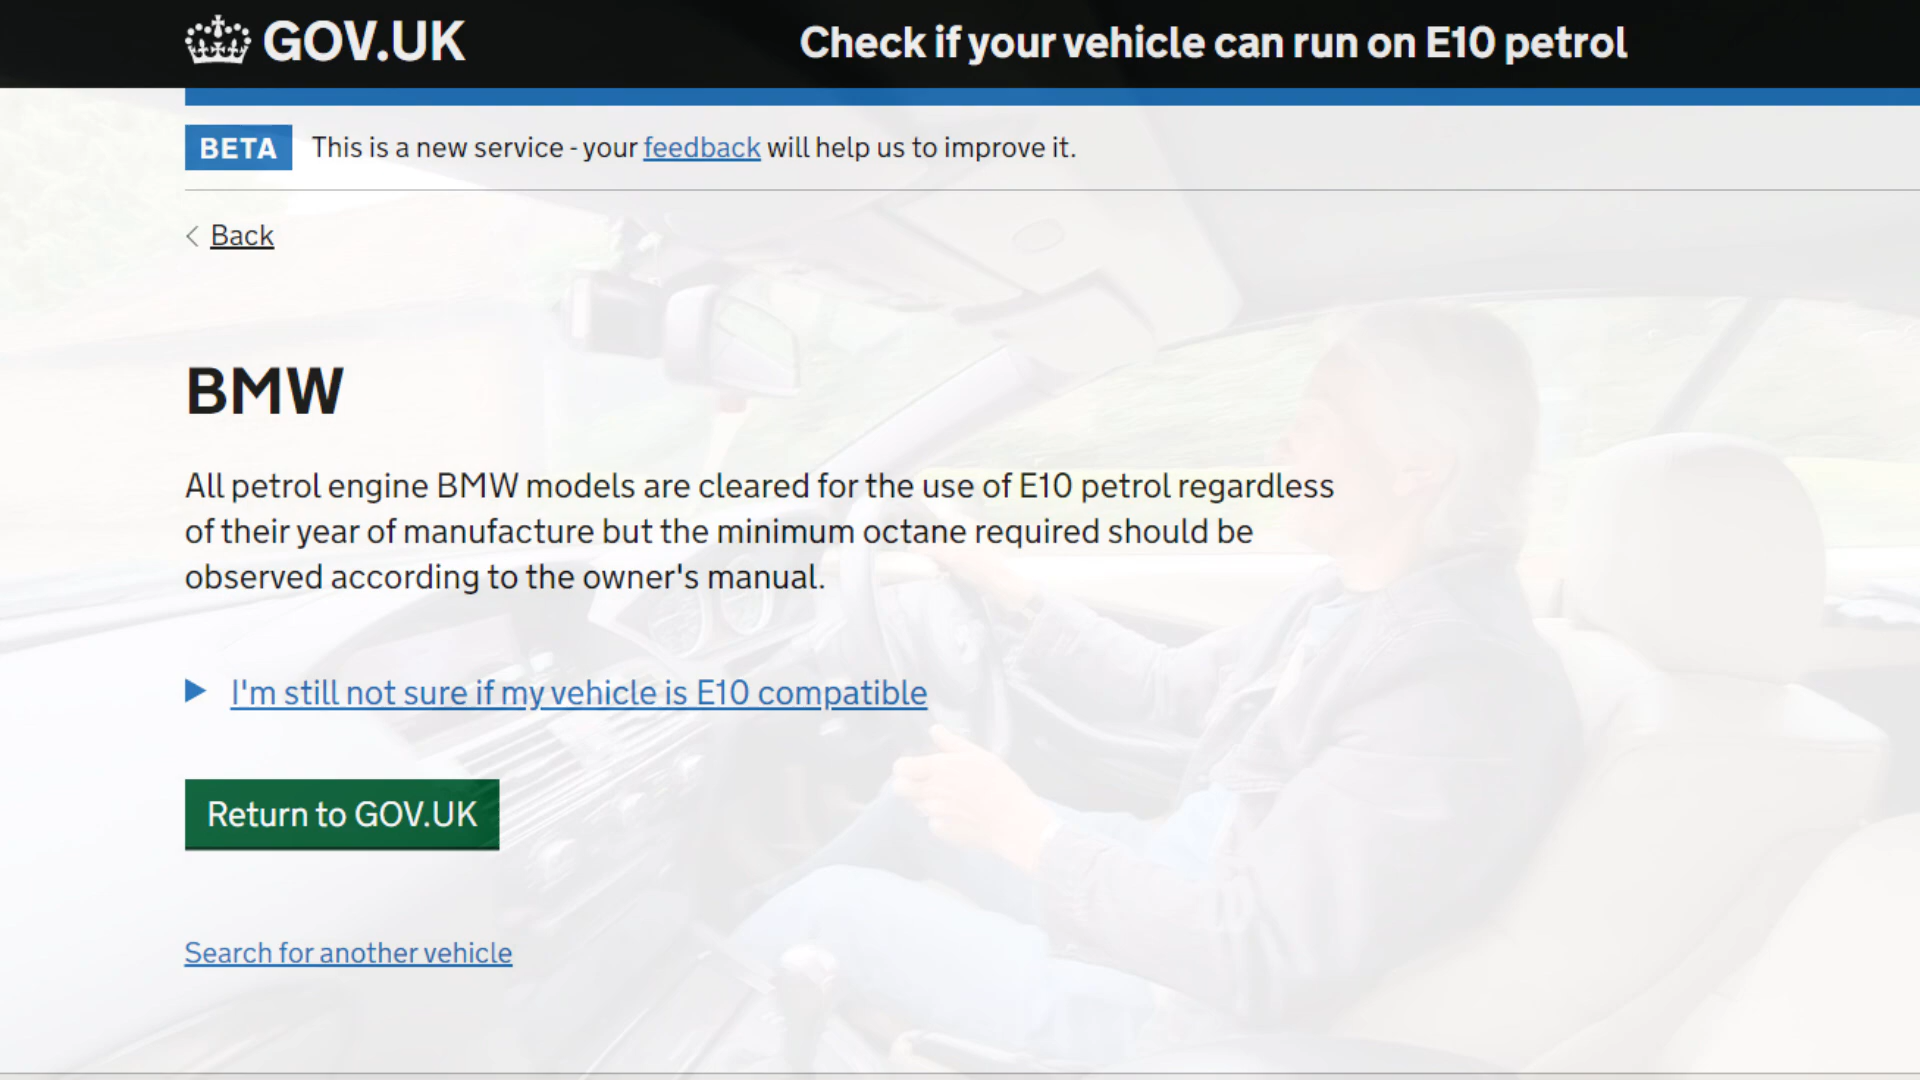 GOV.UK
Check if your vehicle can run on E10 petrol
BETA This is a new service - your feedback will help us to improve it.
Back
BMW
All petrol engine BMW models are cleared for the use of E10 petrol regardless
of their year of manufacture but the minimum octane required should be
observed according to the owner's manual.
I'm still not sure if my vehicle is E10 compatible
Return to GOV.UK
Search for another vehicle